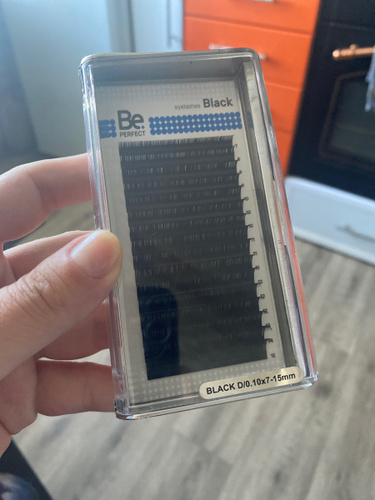 eyelashes Black
Be.
PERFECT
BLACK D/0.10x7-15mm